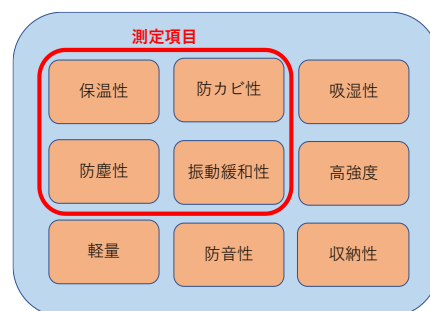 測定項目
保温性
防カビ性
吸湿性
防塵性
振動緩和性
高強度
軽量
防音性
収納性